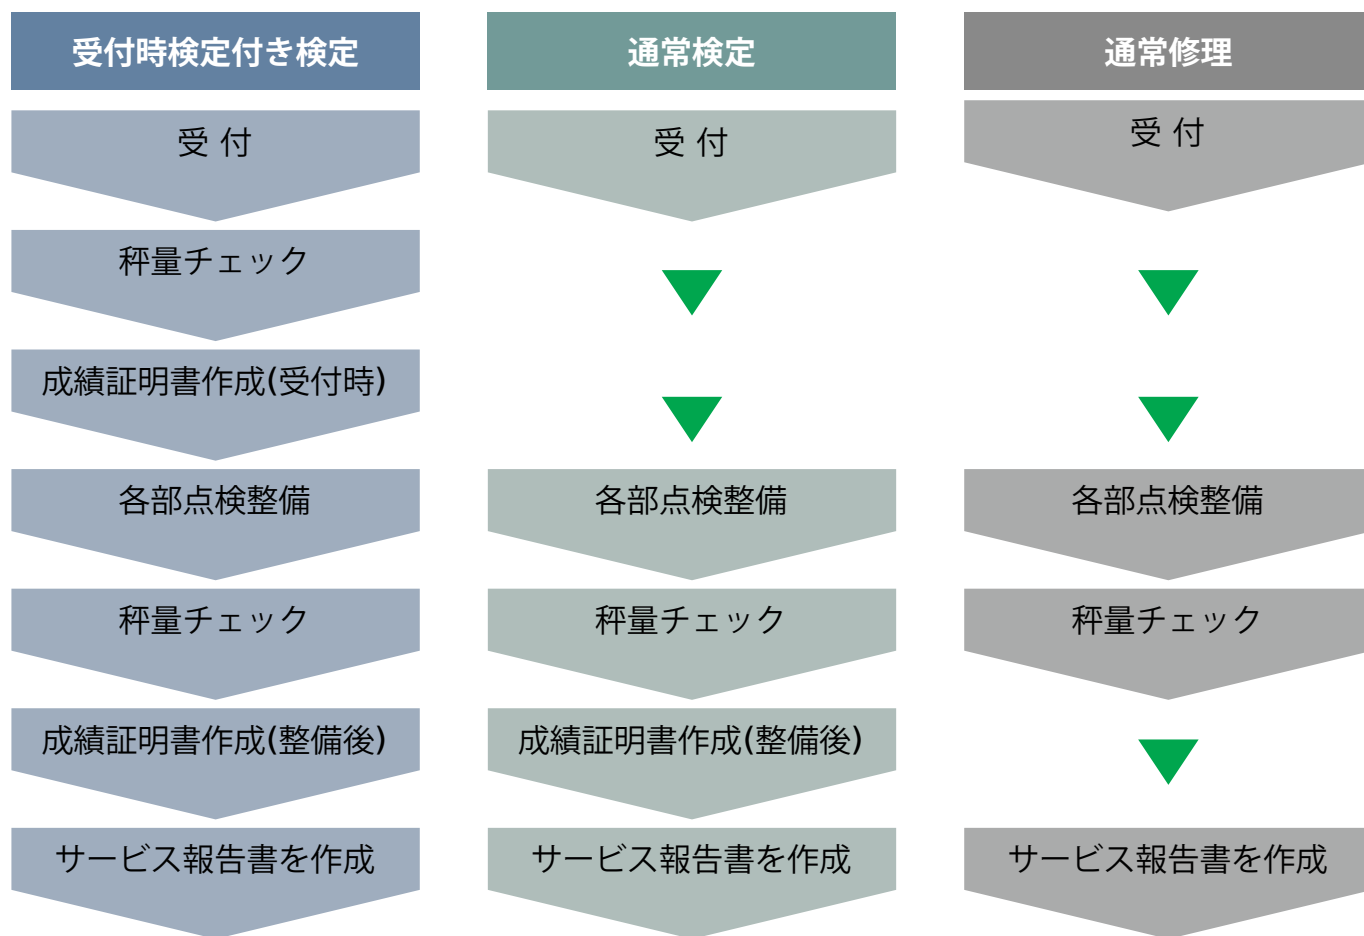 受付時検定付き検定
受 付
秤量チェック
成績証明書作成(受付時)
各部点検整備
秤量チェック
成績証明書作成(整備後)
サービス報告書を作成
通常検定
受 付
各部点検整備
秤量チェック
成績証明書作成(整備後)
サービス報告書を作成
通常修理
受 付
各部点検整備
秤量チェック
サービス報告書を作成